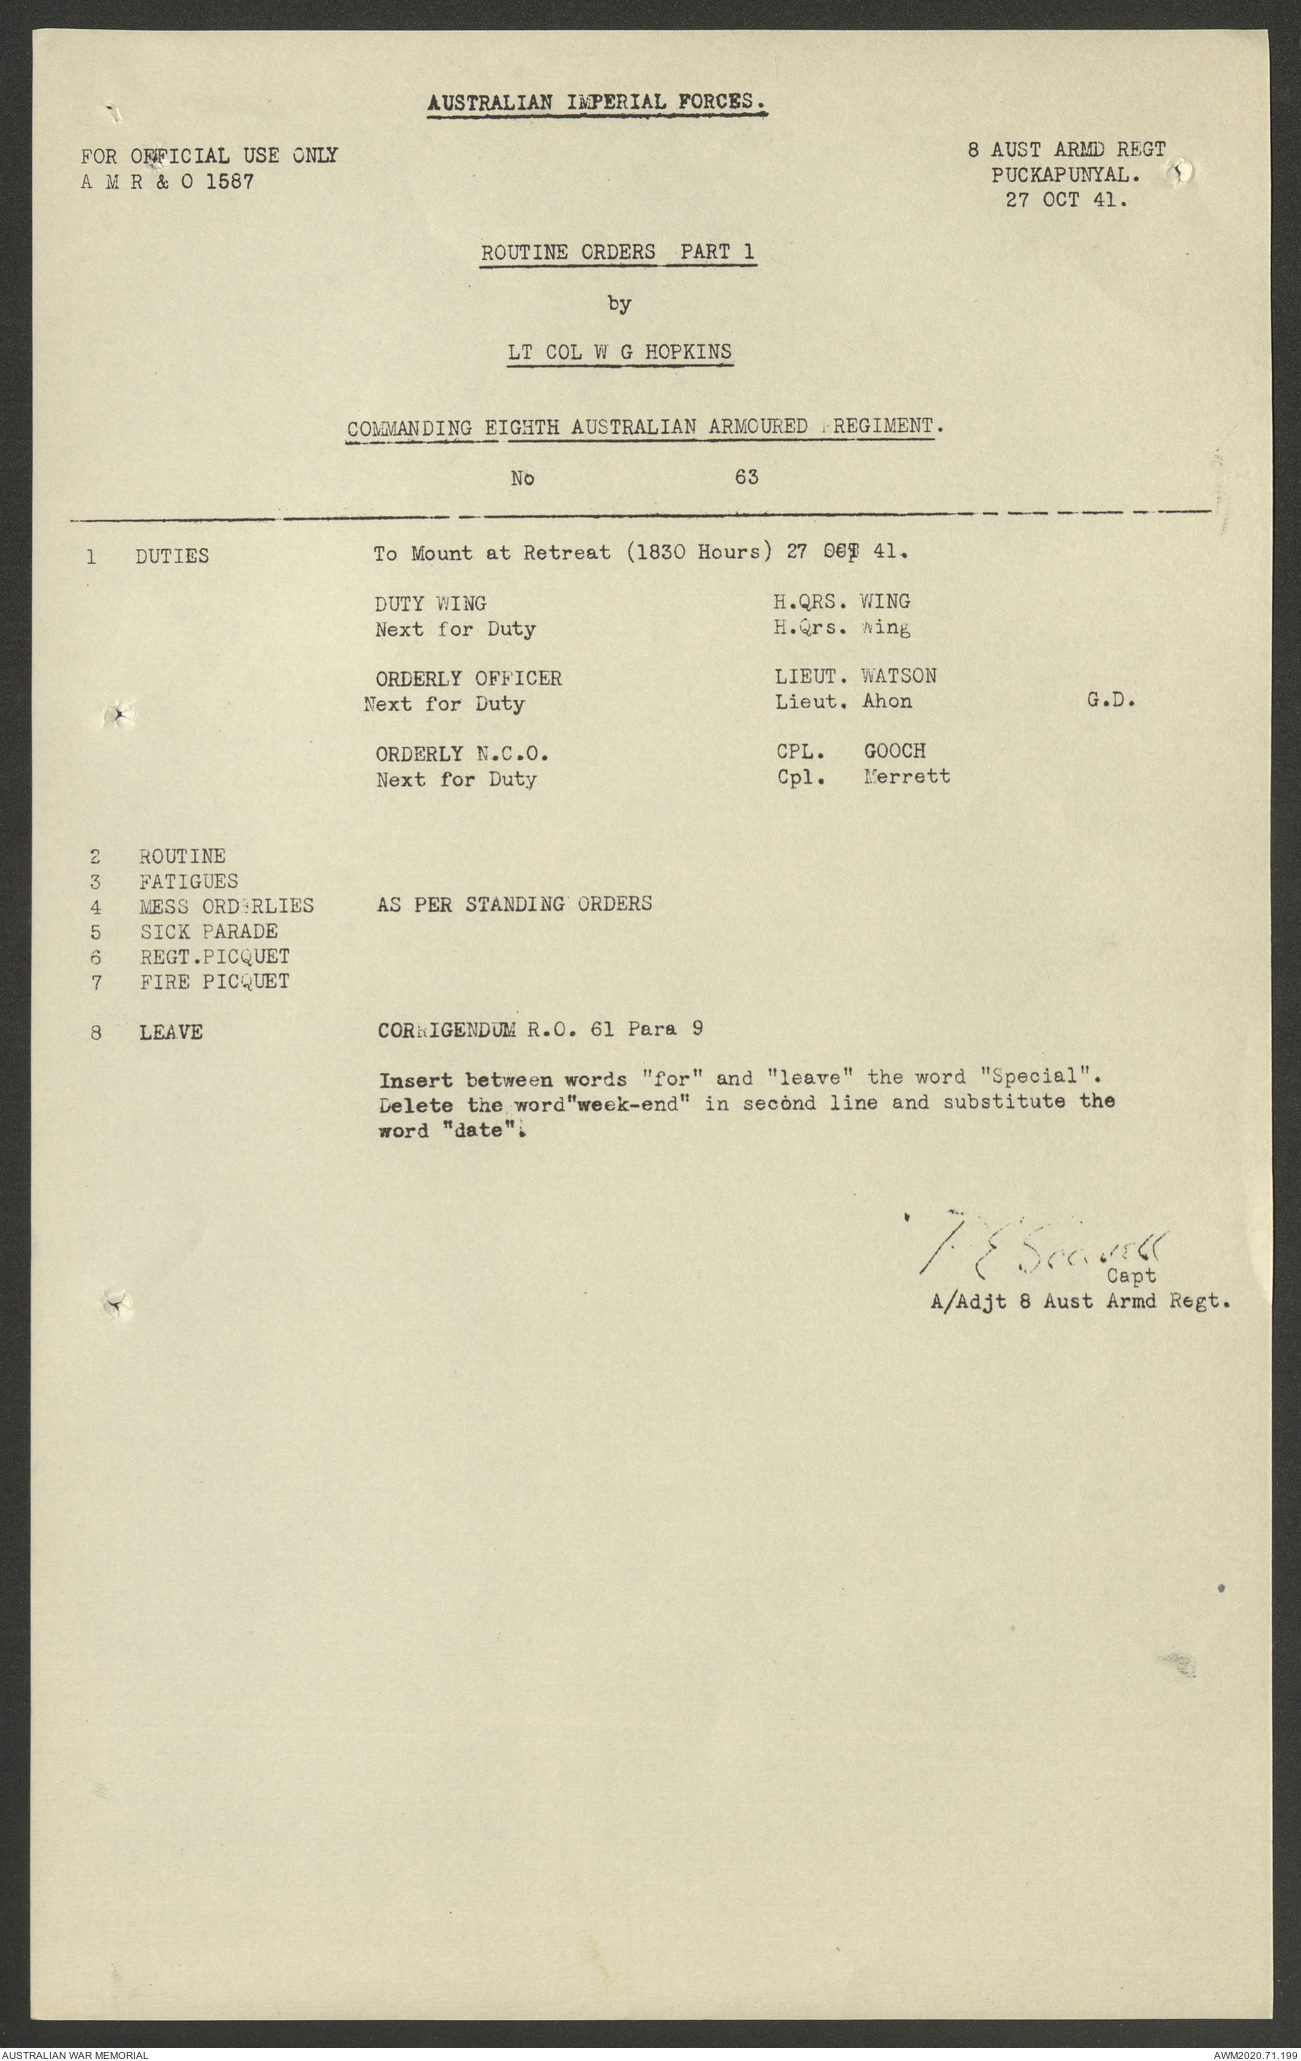 AUSTRALIAN IMPERIAL FORCES.
FOR OFFICIAL USE ONLY
A M R & O 1587
8 AUST ARMD REGT
PUCKAPUNYAL.
27 OCT 41.
ROUTINE ORDERS PART 1
by
LT COL W G HOPKINS
COMMANDING EIGHTH AUSTRALIAN ARMOURED REGIMENT.
No 63
1 DUTIES To Mount at Retreat (1830 Hours) 27 OCT 41.
DUTY WING H.QRS. WING
Next for Duty H.Qrs. Wing
ORDERLY OFFICER LIEUT. WATSON
Next for Duty Lieut. Ahon G.D.
ORDERLY N.C.O. CPL. GOOCH
Next for Duty Cpl. Merrett
2 ROUTINE
3 FATIGUES
4 MESS ORDERLIES AS PER STANDING ORDERS
5 SICK PARADE
6 REGT.PICQUET
7 FIRE PICQUET
8 LEAVE CORRIGENDUM R.O. 61 Para 9
Insert between words "for" and "leave" the word "Special".
Delete the word"week-end" in second line and substitute the
word "date".
Capt
A/Adjt 8 Aust Armd Regt.
AUSTRALIAN WAR MEMORIAL
AWM2020.71.199